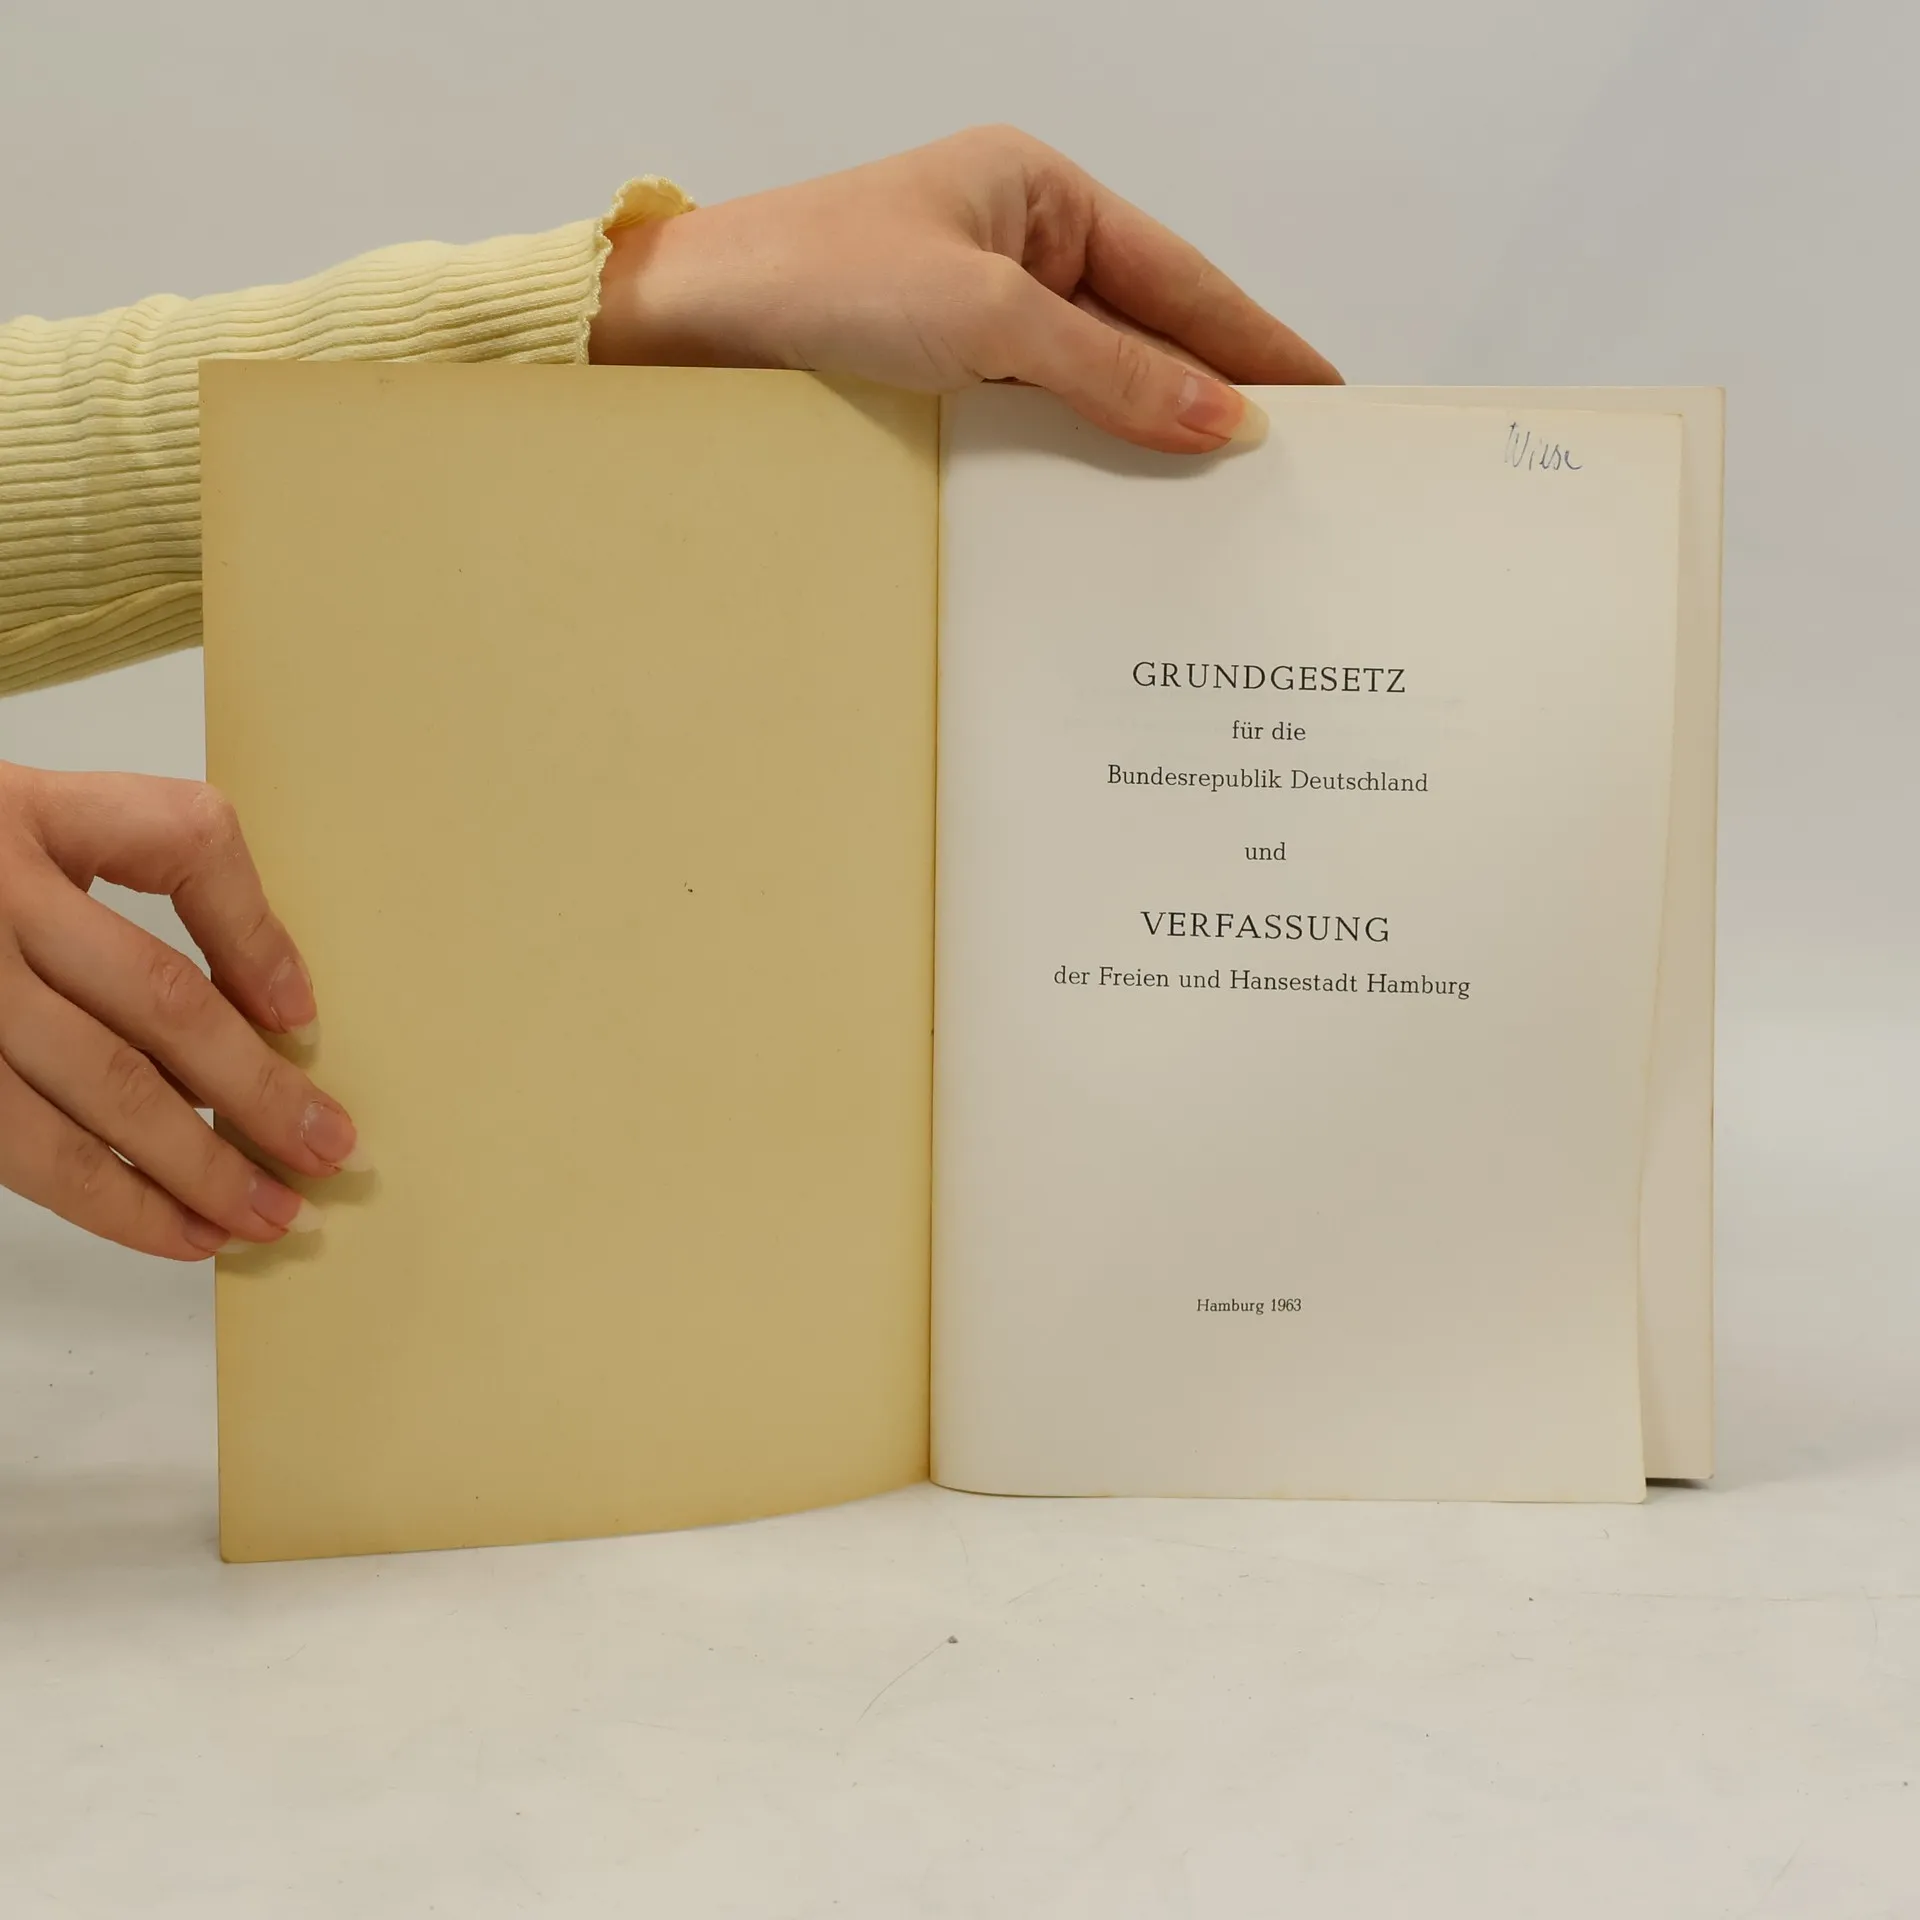 Wiese
GRUNDGESETZ
für die
Bundesrepublik Deutschland
und
VERFASSUNG
der Freien und Hansestadt Hamburg
Hamburg 1963